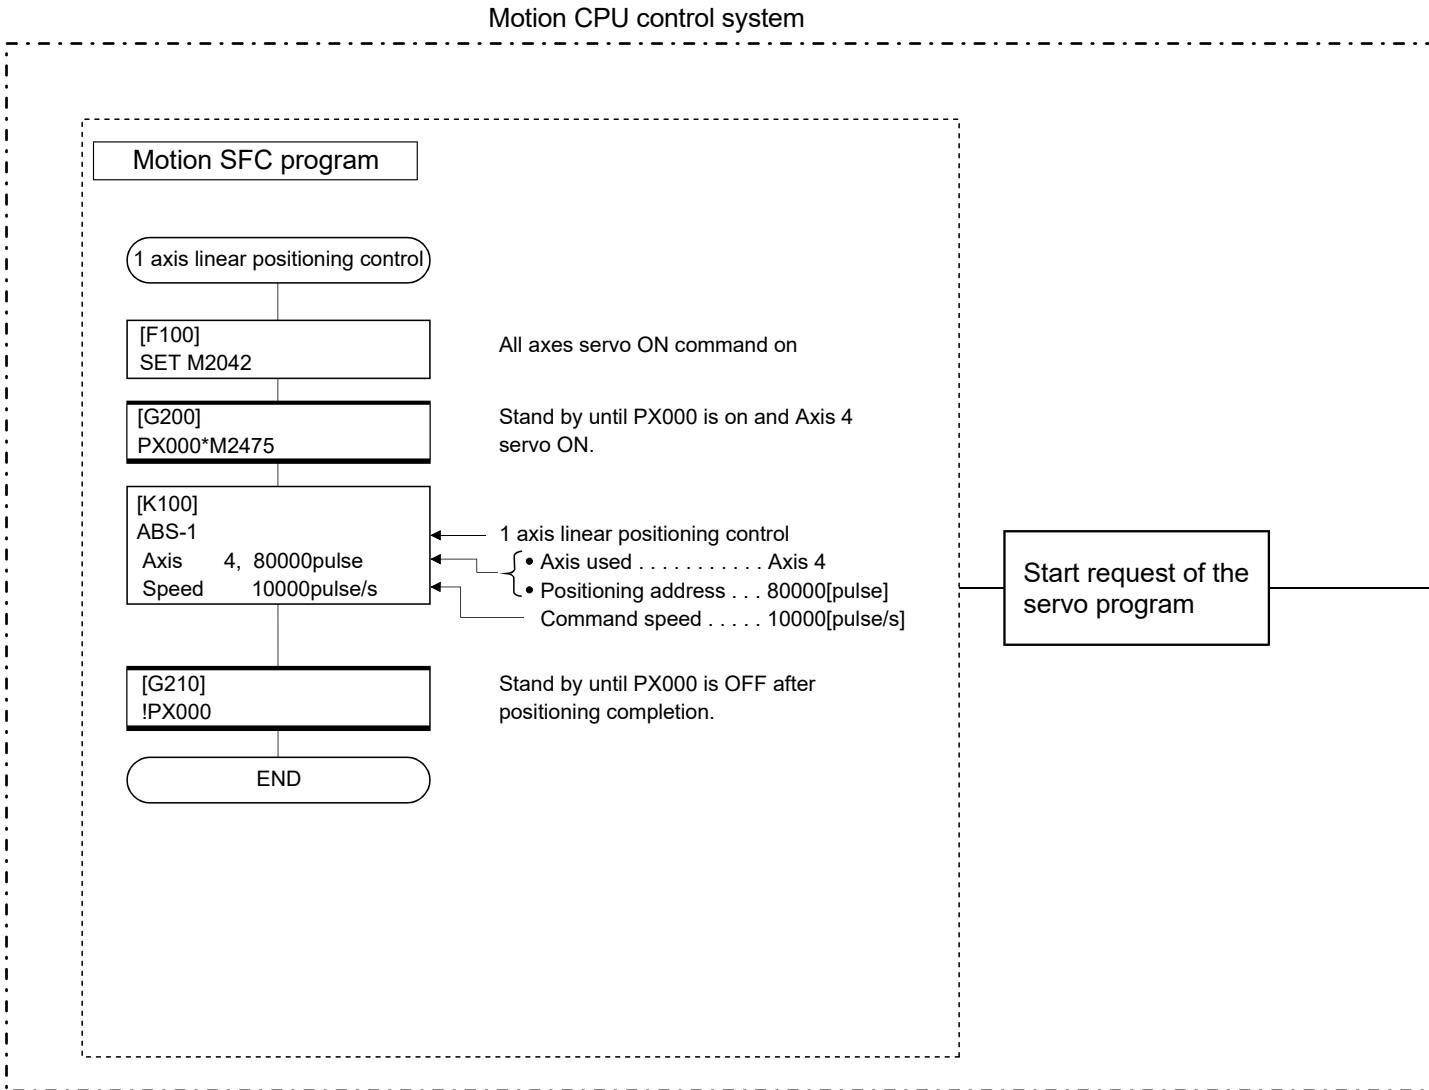 Motion CPU control system
Motion SFC program
1 axis linear positioning control
[F100]
SET M2042
All axes servo ON command on
[G200]
PX000*M2475
Stand by until PX000 is on and Axis 4
servo ON.
[K100]
ABS-1
Axis 4, 80000pulse
Speed 10000pulse/s
1 axis linear positioning control
• Axis used . . . . . . . . . . . Axis 4
• Positioning address . . . 80000[pulse]
Command speed . . . . . 10000[pulse/s]
Start request of the
servo program
[G210]
!PX000
Stand by until PX000 is OFF after
positioning completion.
END